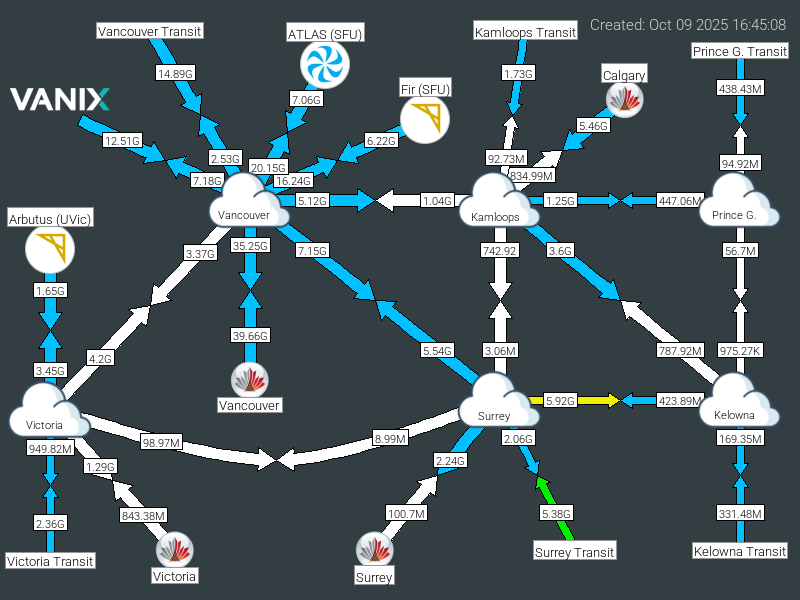 Created: Oct 09 2025 16:45:08
Vancouver Transit
ATLAS (SFU)
Kamloops Transit
Prince G. Transit
14.89G
1.73G
Calgary
VANIX
7.06G
Fir (SFU)
438.43M
12.51G
6.22G
5.46G
2.53G
92.73M
94.92M
20.15G
834.99M
7.18G
16.24G
5.12G
1.04G
1.25G
447.06M
Arbutus (UVic)
Vancouver
Kamloops
Prince G.
3.37G
35.25G
7.15G
742.92
3.6G
56.7M
1.65G
39.66G
4.2G
5.54G
3.06M
787.92M
975.27K
3.45G
Vancouver
5.92G
423.89M
Victoria
Surrey
Kelowna
949.82M
98.97M
8.99M
2.06G
169.35M
1.29G
2.24G
2.36G
843.38M
100.7M
5.38G
331.48M
Victoria Transit
Victoria
Surrey
Surrey Transit
Kelowna Transit